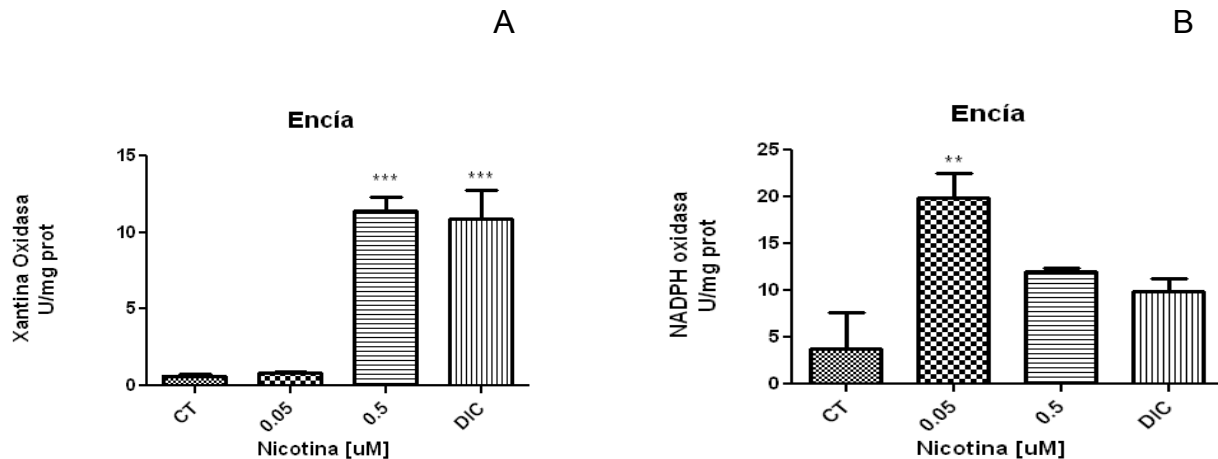 A
Encía
Xantina Oxidasa
U/mg prot
15
10
5
0
***
***
CT
0.05
0.5
DIC
Nicotina [uM]
B
Encía
NADPH oxidasa
U/mg prot
25
20
15
10
5
0
**
CT
0.05
0.5
DIC
Nicotina [uM]